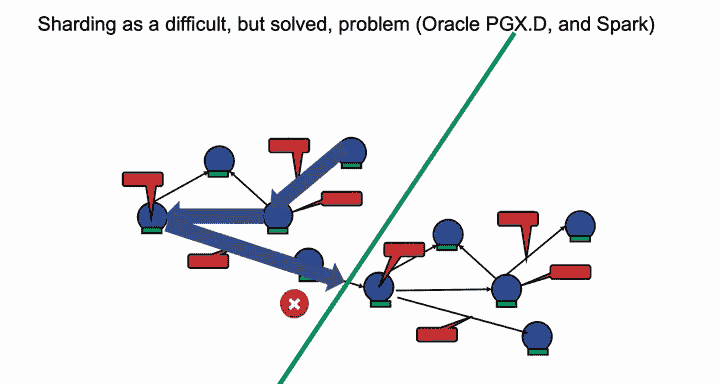 Sharding as a difficult, but solved, problem (Oracle PGX.D, and Spark)